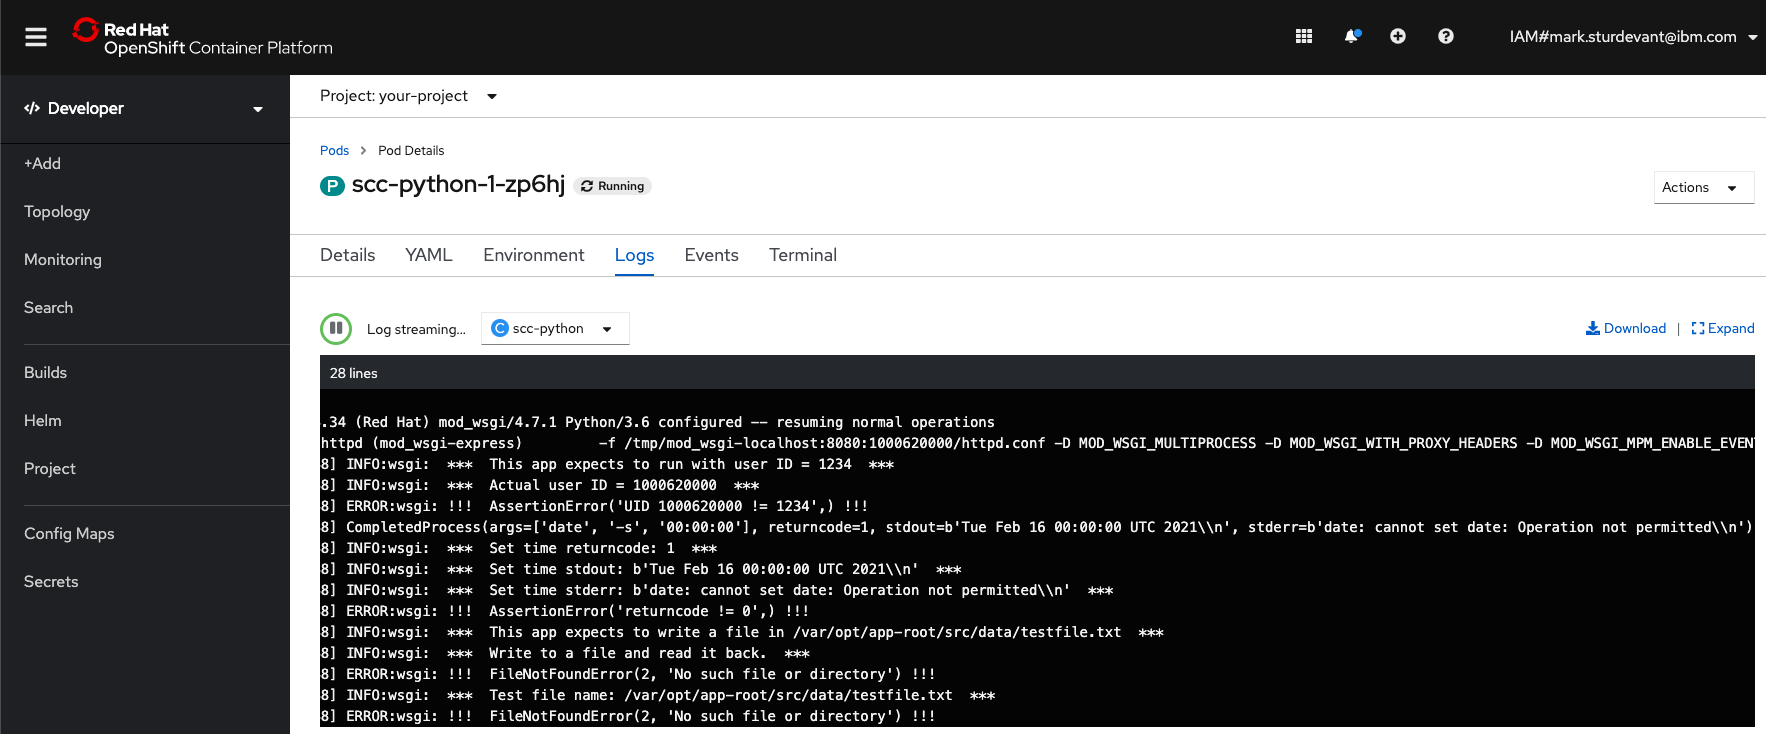 Red Hat
OpenShift Container Platform
IAM#mark.sturdevant@ibm.com
Developer
+Add
Topology
Monitoring
Search
Builds
Helm
Project
Config Maps
Secrets
Project: your-project
Pods > Pod Details
P scc-python-1-zp6hj Running
Actions
Details YAML Environment Logs Events Terminal
Log streaming... C scc-python Download | Expand
28 lines
.34 (Red Hat) mod_wsgi/4.7.1 Python/3.6 configured -- resuming normal operations
httpd (mod_wsgi-express) -f /tmp/mod_wsgi-localhost:8080:1000620000/httpd.conf -D MOD_WSGI_MULTIPROCESS -D MOD_WSGI_WITH_PROXY_HEADERS -D MOD_WSGI_MPM_ENABLE_EVEN
8] INFO:wsgi: *** This app expects to run with user ID = 1234 ***
8] INFO:wsgi: *** Actual user ID = 1000620000 ***
8] ERROR:wsgi: !!! AssertionError('UID 1000620000 != 1234',) !!!
8] CompletedProcess(args=['date', '-s', '00:00:00'], returncode=1, stdout=b'Tue Feb 16 00:00:00 UTC 2021\\n', stderr=b'date: cannot set date: Operation not permitted\\n')
8] INFO:wsgi: *** Set time returncode: 1 ***
8] INFO:wsgi: *** Set time stdout: b'Tue Feb 16 00:00:00 UTC 2021\\n' ***
8] INFO:wsgi: *** Set time stderr: b'date: cannot set date: Operation not permitted\\n' ***
8] ERROR:wsgi: !!! AssertionError('returncode != 0',) !!!
8] INFO:wsgi: *** This app expects to write a file in /var/opt/app-root/src/data/testfile.txt ***
8] INFO:wsgi: *** Write to a file and read it back. ***
8] ERROR:wsgi: !!! FileNotFoundError(2, 'No such file or directory') !!!
8] INFO:wsgi: *** Test file name: /var/opt/app-root/src/data/testfile.txt ***
8] ERROR:wsgi: !!! FileNotFoundError(2, 'No such file or directory') !!!